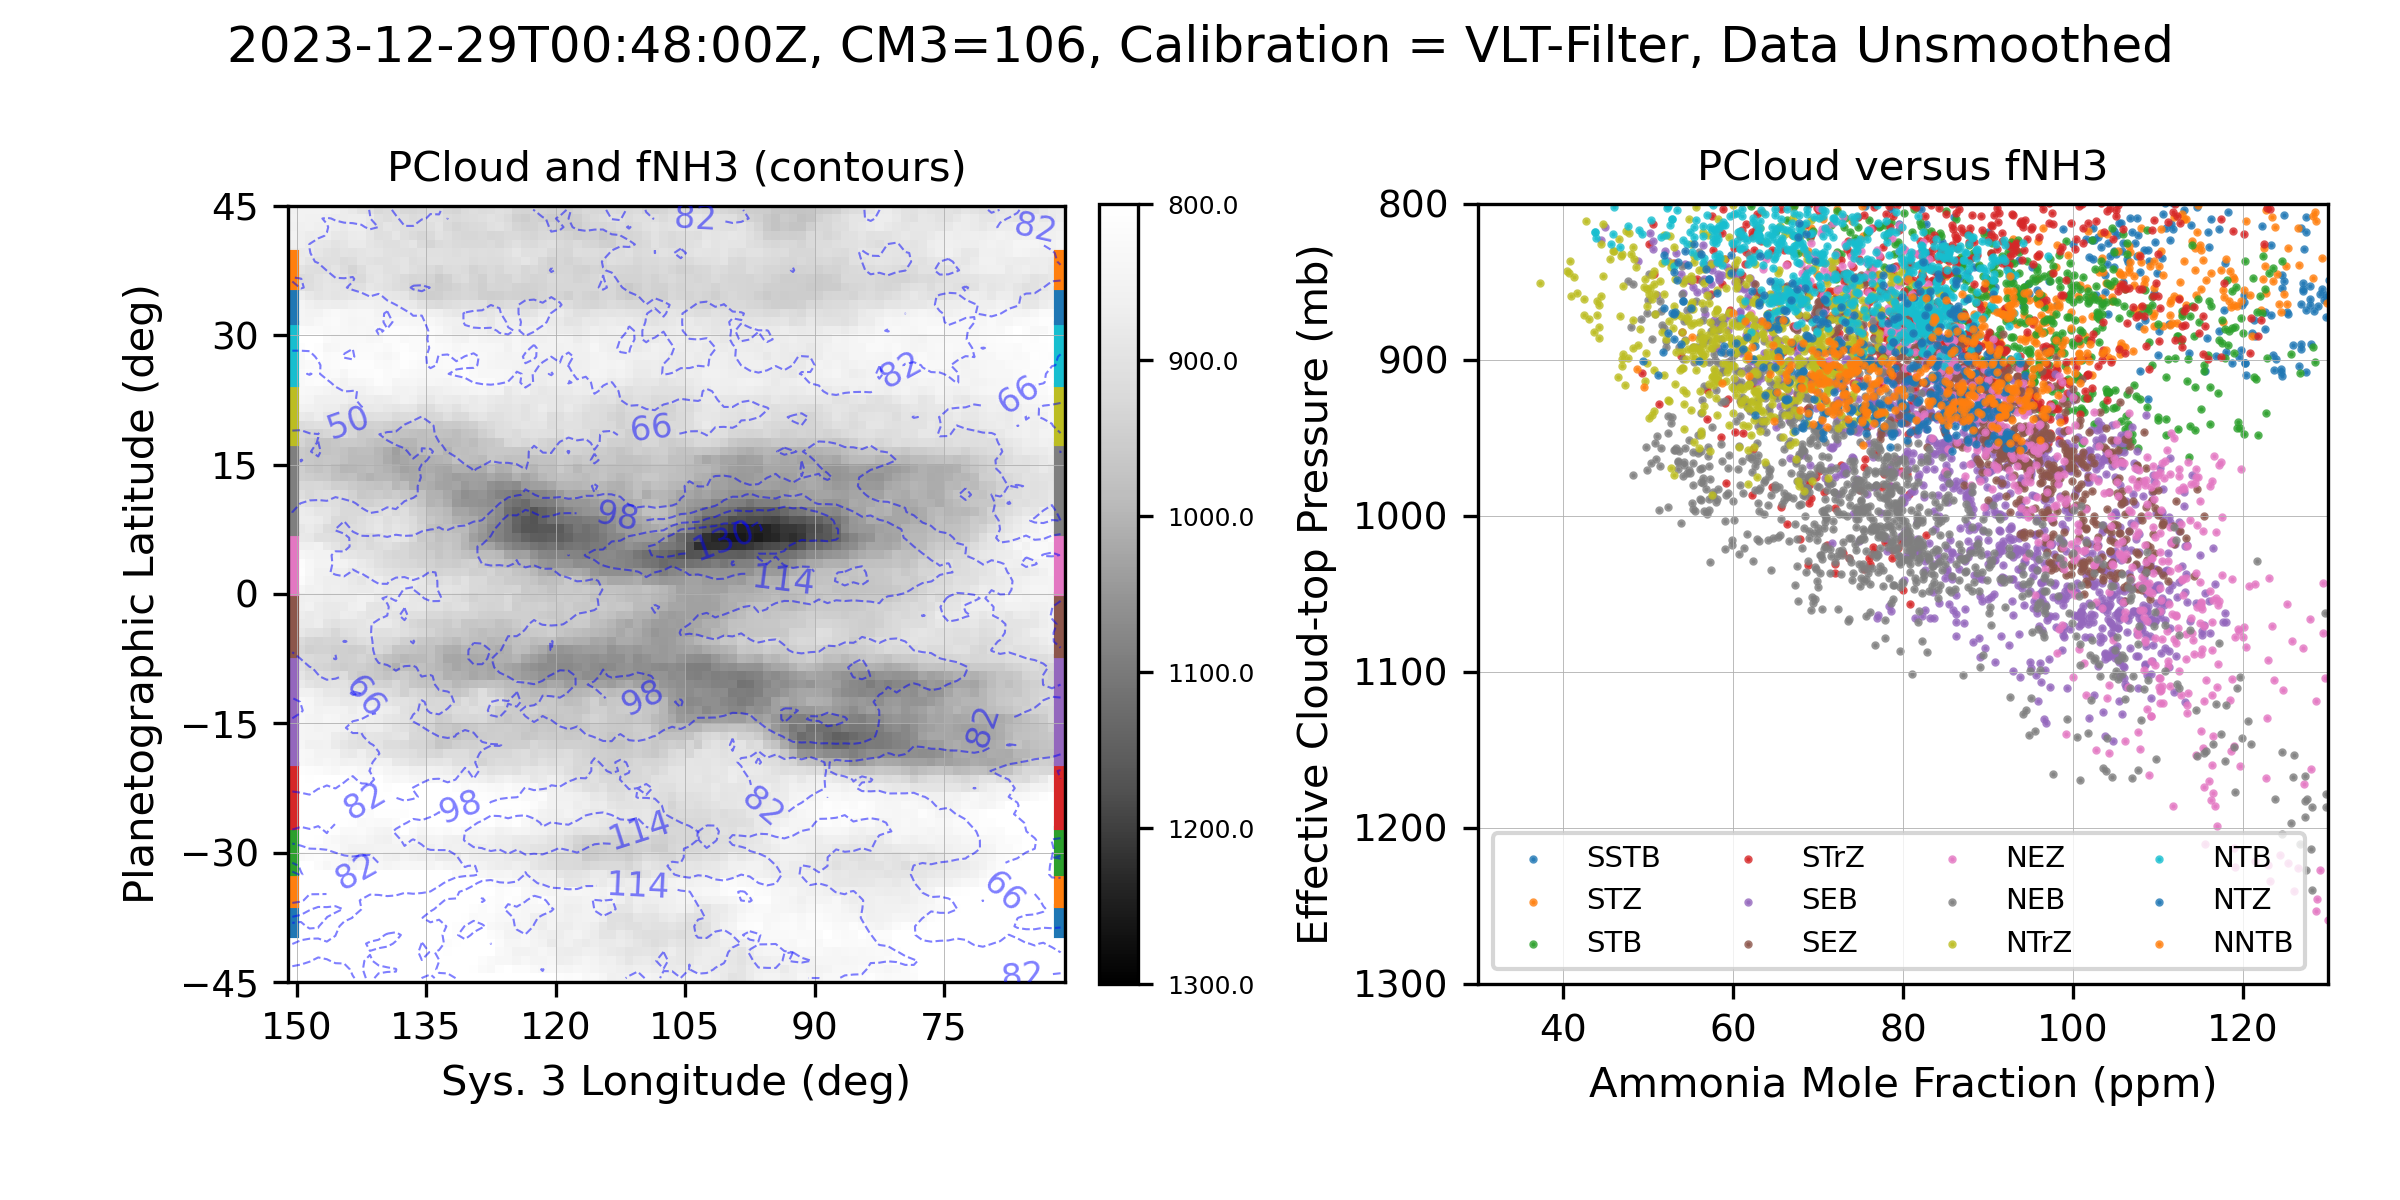 2023-12-29T00:48:00Z, CM3=106, Calibration = VLT-Filter, Data Unsmoothed
PCloud and fNH3 (contours)
Planetographic Latitude (deg)
45
30
15
0
−15
−30
−45
150
135
120
105
90
75
Sys. 3 Longitude (deg)
82
82
82
66
50
66
98
130
114
66
98
82
82
98
82
114
82
114
66
82
800.0
900.0
1000.0
1100.0
1200.0
1300.0
PCloud versus fNH3
Effective Cloud-top Pressure (mb)
800
900
1000
1100
1200
1300
SSTB
STZ
STB
STrZ
SEB
SEZ
NEZ
NEB
NTrZ
NTB
NTZ
NNTB
40
60
80
100
120
Ammonia Mole Fraction (ppm)